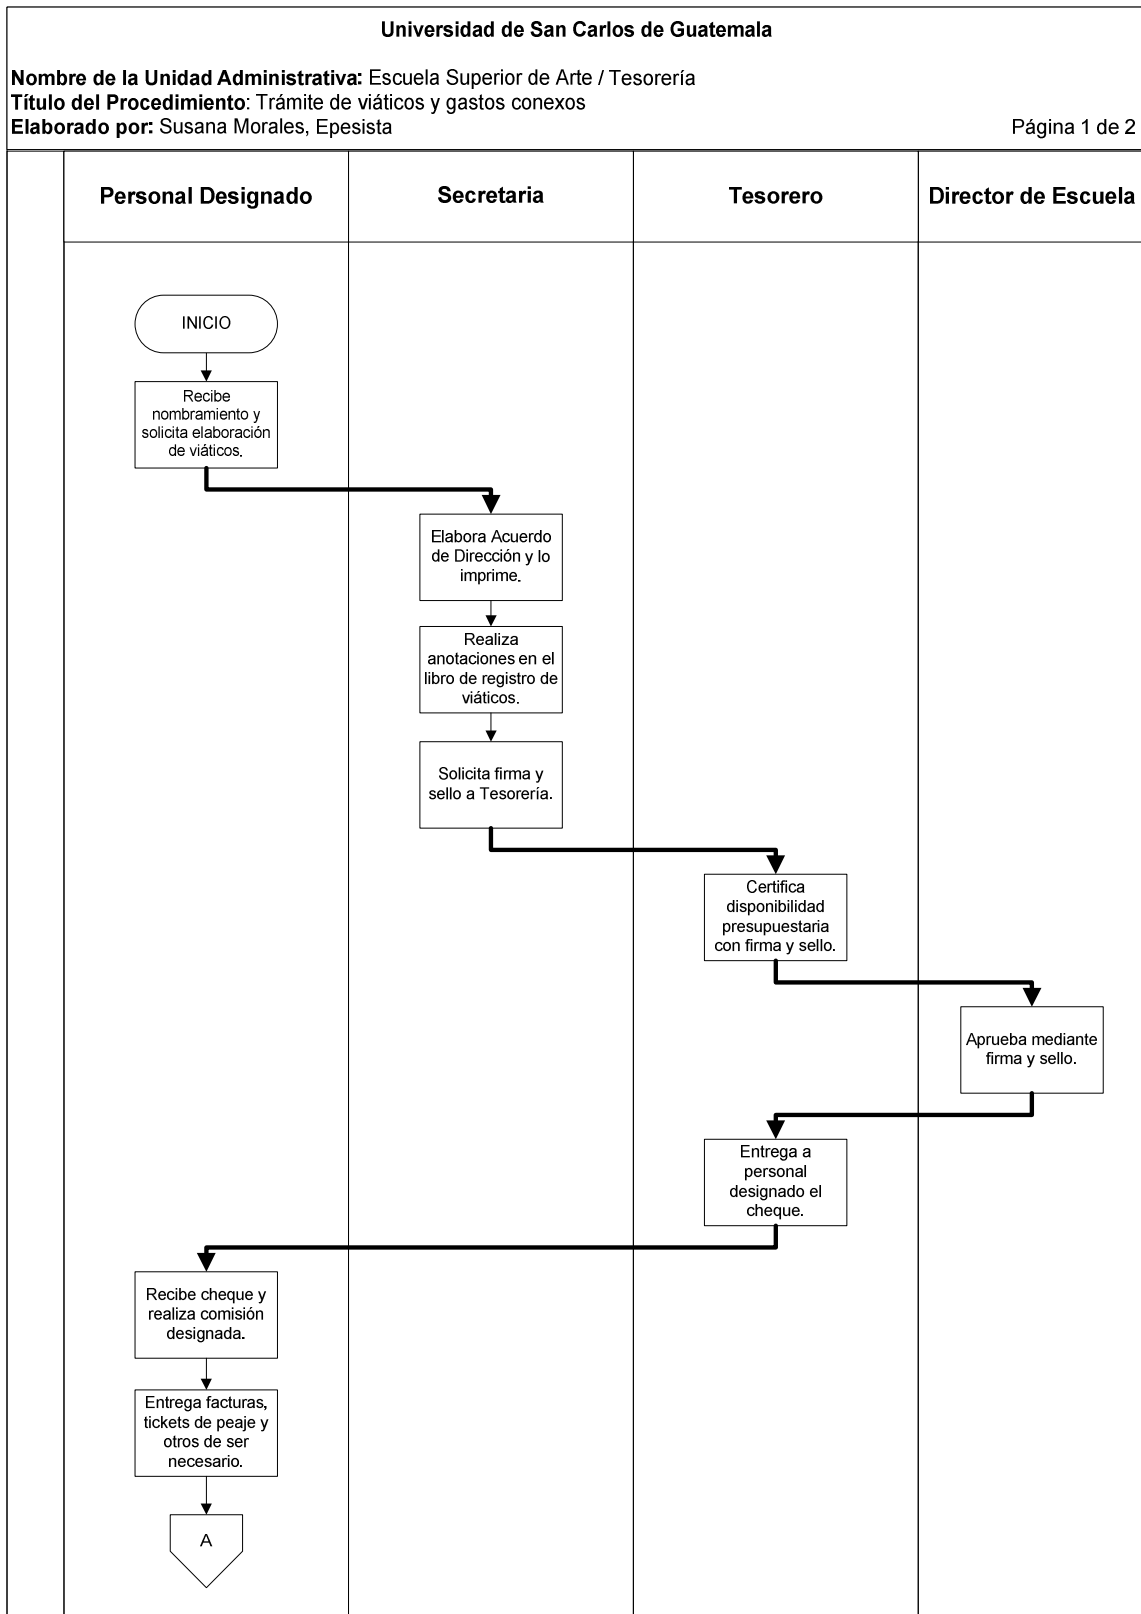 Universidad de San Carlos de Guatemala
Nombre de la Unidad Administrativa: Escuela Superior de Arte / Tesorería
Título del Procedimiento: Trámite de viáticos y gastos conexos
Elaborado por: Susana Morales, Epesista
Página 1 de 2
Personal Designado
Secretaria
Tesorero
Director de Escuela
INICIO
Recibe
nombramiento y
solicita elaboración
de viáticos.
Elabora Acuerdo
de Dirección y lo
imprime.
Realiza
anotaciones en el
libro de registro de
viáticos.
Solicita firma y
sello a Tesorería.
Certifica
disponibilidad
presupuestaria
con firma y sello.
Aprueba mediante
firma y sello.
Entrega a
personal
designado el
cheque.
Recibe cheque y
realiza comisión
designada.
Entrega facturas,
tickets de peaje y
otros de ser
necesario.
A